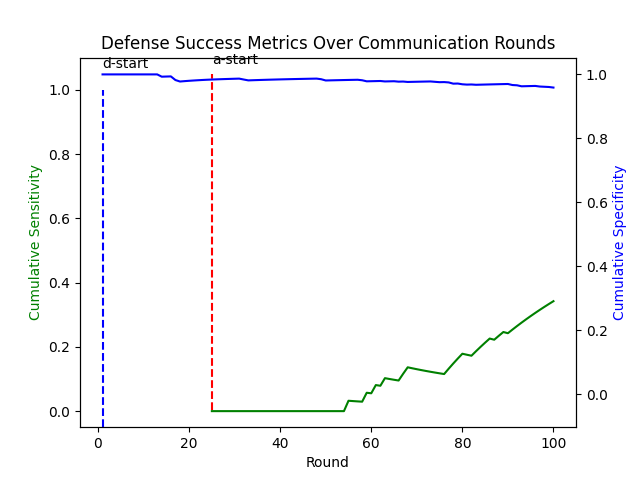 Defense Success Metrics Over Communication Rounds
d-start
a-start
Cumulative Sensitivity
1.0
0.8
0.6
0.4
0.2
0.0
Cumulative Specificity
1.0
0.8
0.6
0.4
0.2
0.0
0 20 40 60 80 100
Round